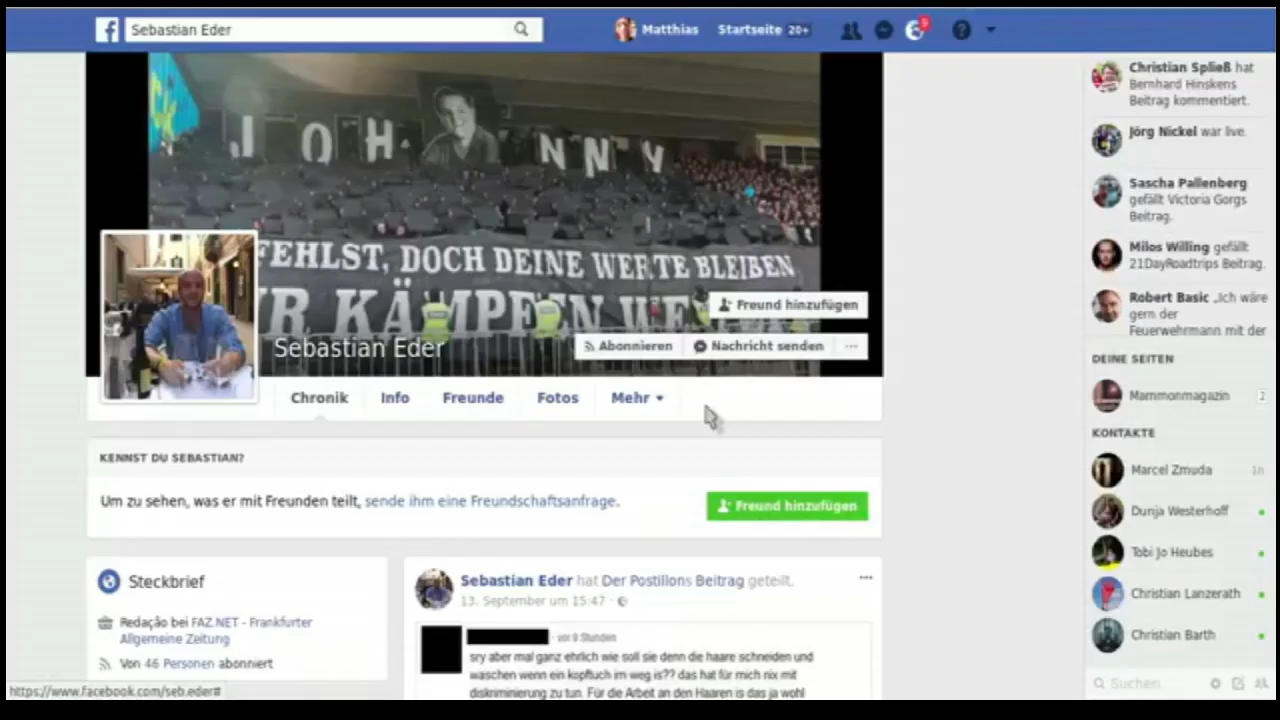 Sebastian Eder
Matthias
Startseite 20+
9
JOHANNY
FEHLST, DOCH DEINE WERTE BLEIBEN
KÄMPFEN WE
Freund hinzufügen
Sebastian Eder
Abonnieren
Nachricht senden
...
Chronik
Info
Freunde
Fotos
Mehr
KENNST DU SEBASTIAN?
Um zu sehen, was er mit Freunden teilt, sende ihm eine Freundschaftsanfrage.
Freund hinzufügen
Steckbrief
Redação bei FAZ.NET - Frankfurter
Allgemeine Zeitung
Von 46 Personen abonniert
Sebastian Eder hat Der Postillons Beitrag geteilt.
13. September um 15:47 ·
· vor 9 Stunden
sry aber mal ganz ehrlich wie soll sie denn die haare schneiden und
waschen wenn ein kopftuch im weg is?? das hat für mich nix mit
diskriminierung zu tun. Für die Arbeit an den Haaren is das ja wohl
Christian Spließ hat
Bernhard Hinskens
Beitrag kommentiert.
Jörg Nickel war live.
Sascha Pallenberg
gefällt Victoria Gorgs
Beitrag.
Milos Willing gefällt
21DayRoadtrips Beitrag.
Robert Basic „Ich wäre
gern der
Feuerwehrmann mit der
DEINE SEITEN
Mammonmagazin 2
KONTAKTE
Marcel Zmuda 1h
Dunja Westerhoff
Tobi Jo Heubes
Christian Lanzerath
Christian Barth
Suchen
https://www.facebook.com/seb.eder#